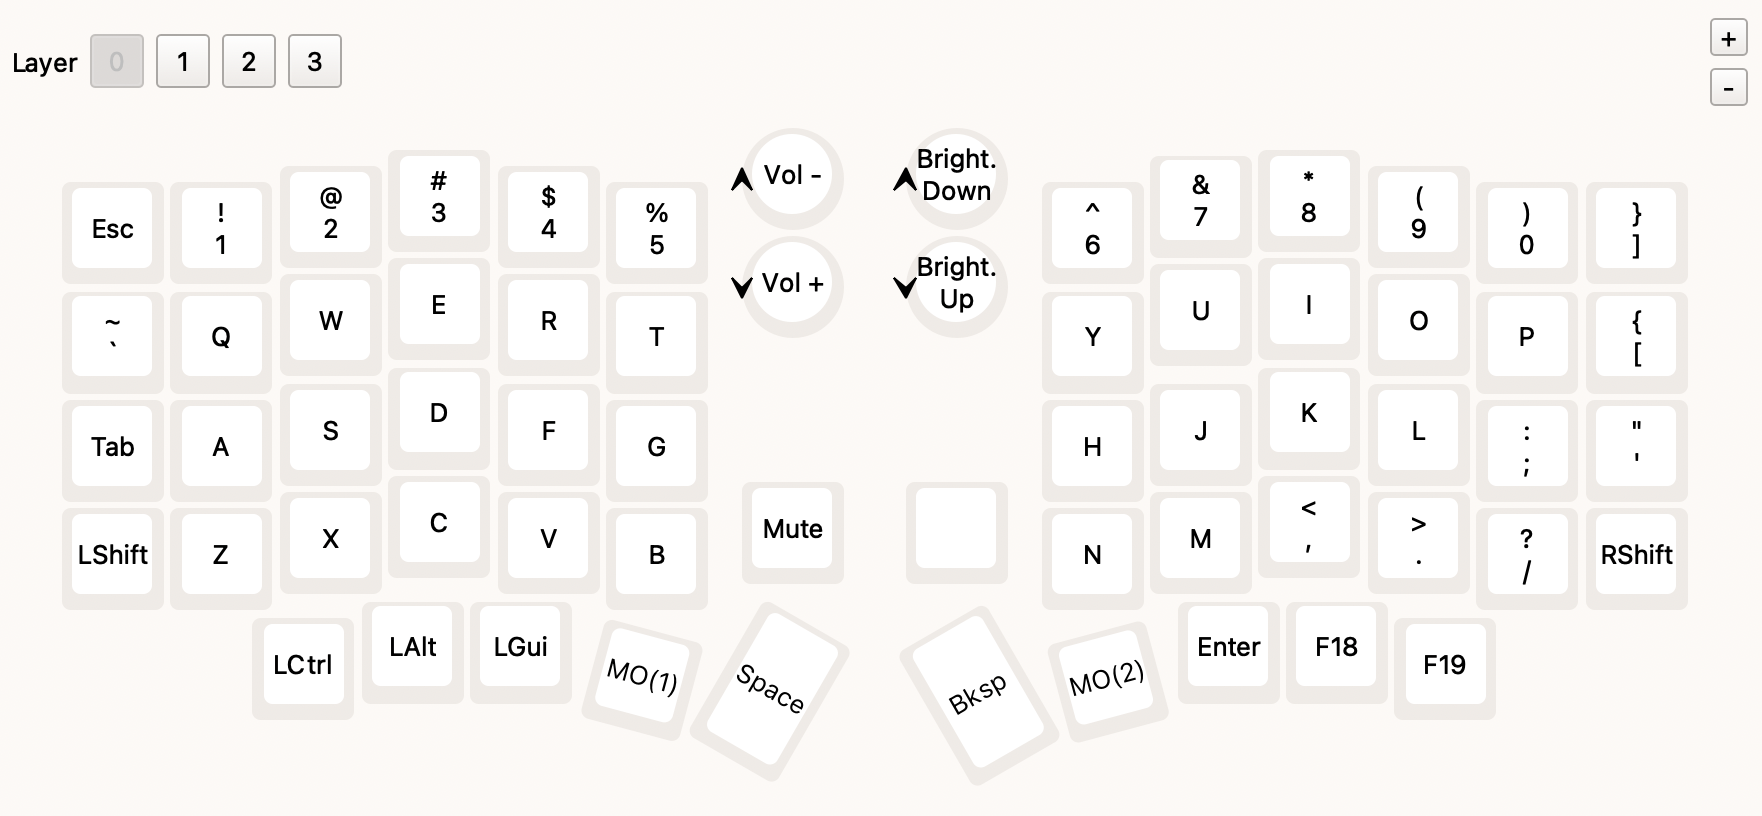 Layer 0 1 2 3
+
-
Esc
!
1
@
2
#
3
$
4
%
5
Vol -
Bright.
Down
^
6
&
7
*
8
(
9
)
0
}
]
Vol +
Bright.
Up
~
`
Q
W
E
R
T
Y
U
I
O
P
{
[
Tab
A
S
D
F
G
H
J
K
L
:
;
"
'
LShift
Z
X
C
V
B
Mute
N
M
<
,
>
.
?
/
RShift
LCtrl
LAlt
LGui
MO(1)
Space
Bksp
MO(2)
Enter
F18
F19